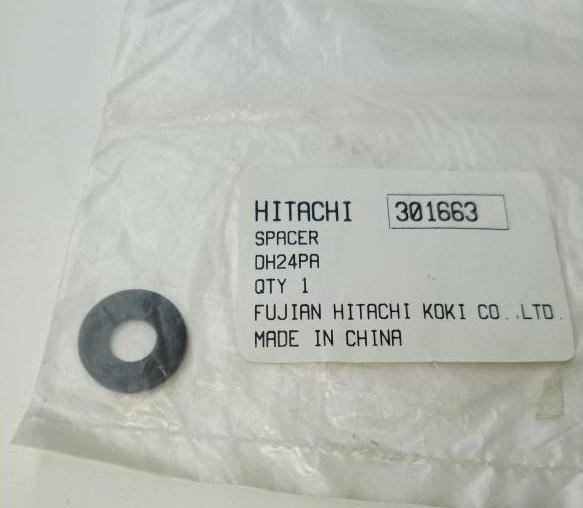 HITACHI 301663
SPACER
DH24PA
QTY 1
FUJIAN HITACHI KOKI CO.,LTD.
MADE IN CHINA